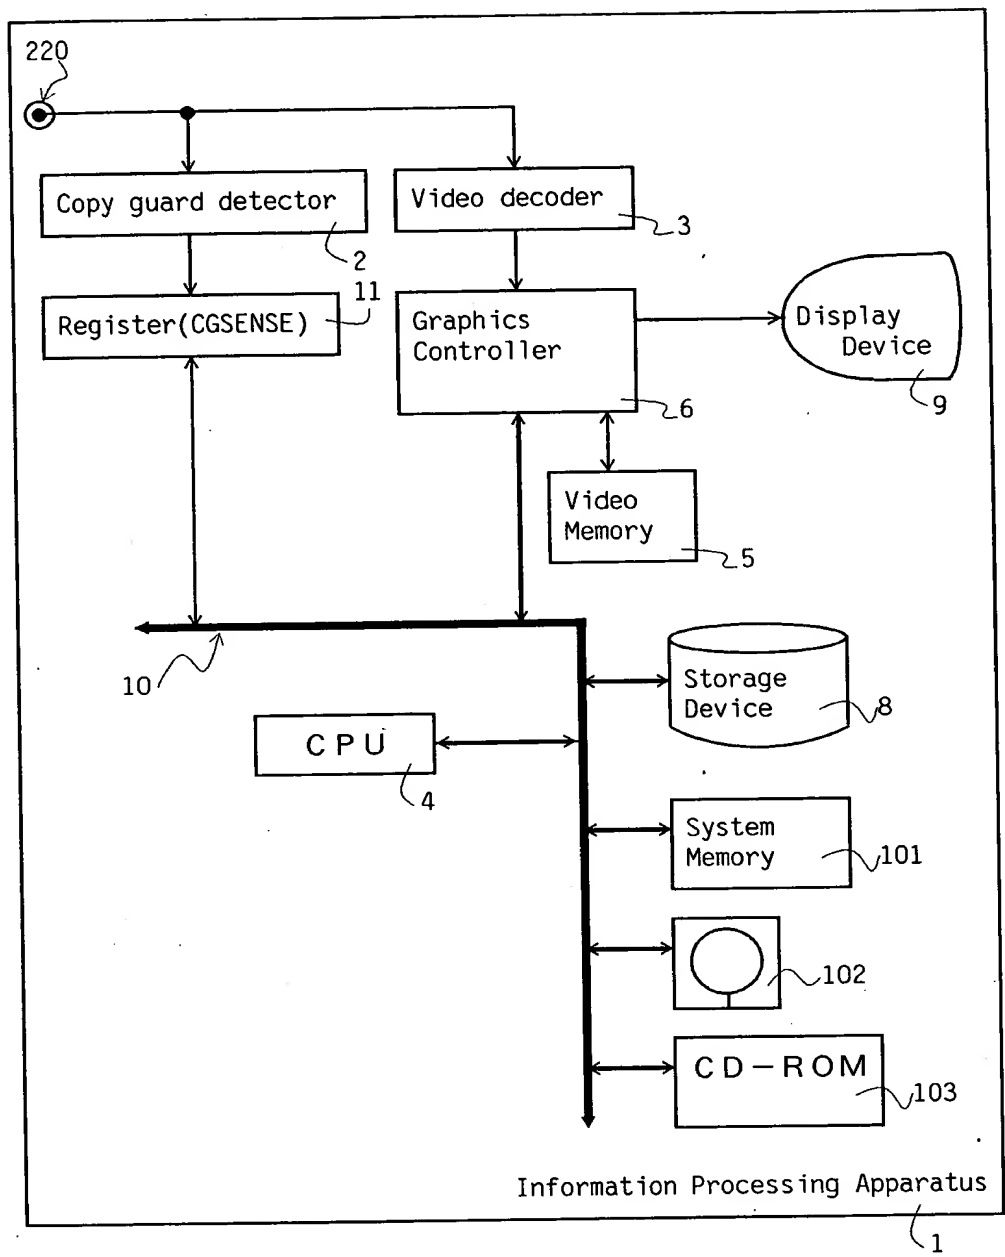 220
Copy guard detector
2
Video decoder
3
Register(CGSENSE)
11
Graphics
Controller
6
Display
Device
9
Video
Memory
5
10
Storage
Device
8
CPU
4
System
Memory
101
102
CD-ROM
103
Information Processing Apparatus
1